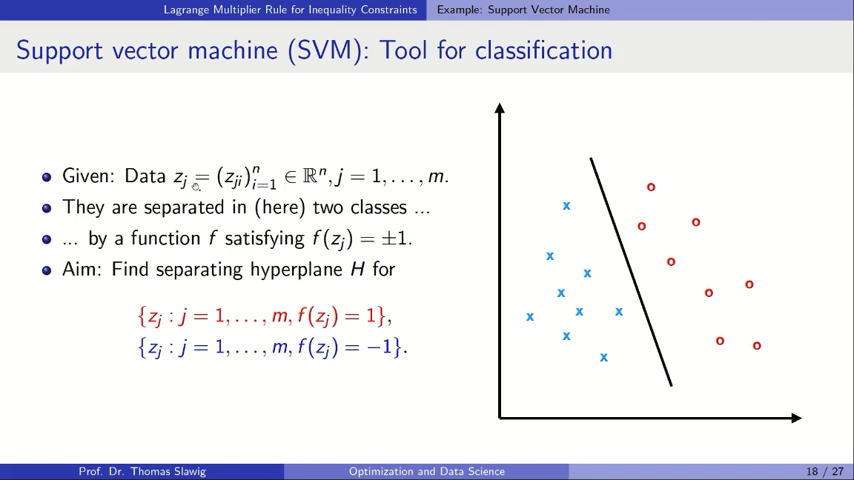 Lagrange Multiplier Rule for Inequality Constraints Example: Support Vector Machine
Support vector machine (SVM): Tool for classification
Given: Data z_j = (z_{ji})_{i=1}^n ∈ ℝ^n, j = 1, . . . , m.
They are separated in (here) two classes ...
... by a function f satisfying f(z_j) = ±1.
Aim: Find separating hyperplane H for
{z_j : j = 1, . . . , m, f(z_j) = 1},
{z_j : j = 1, . . . , m, f(z_j) = −1}.
Prof. Dr. Thomas Slawig Optimization and Data Science 18 / 27